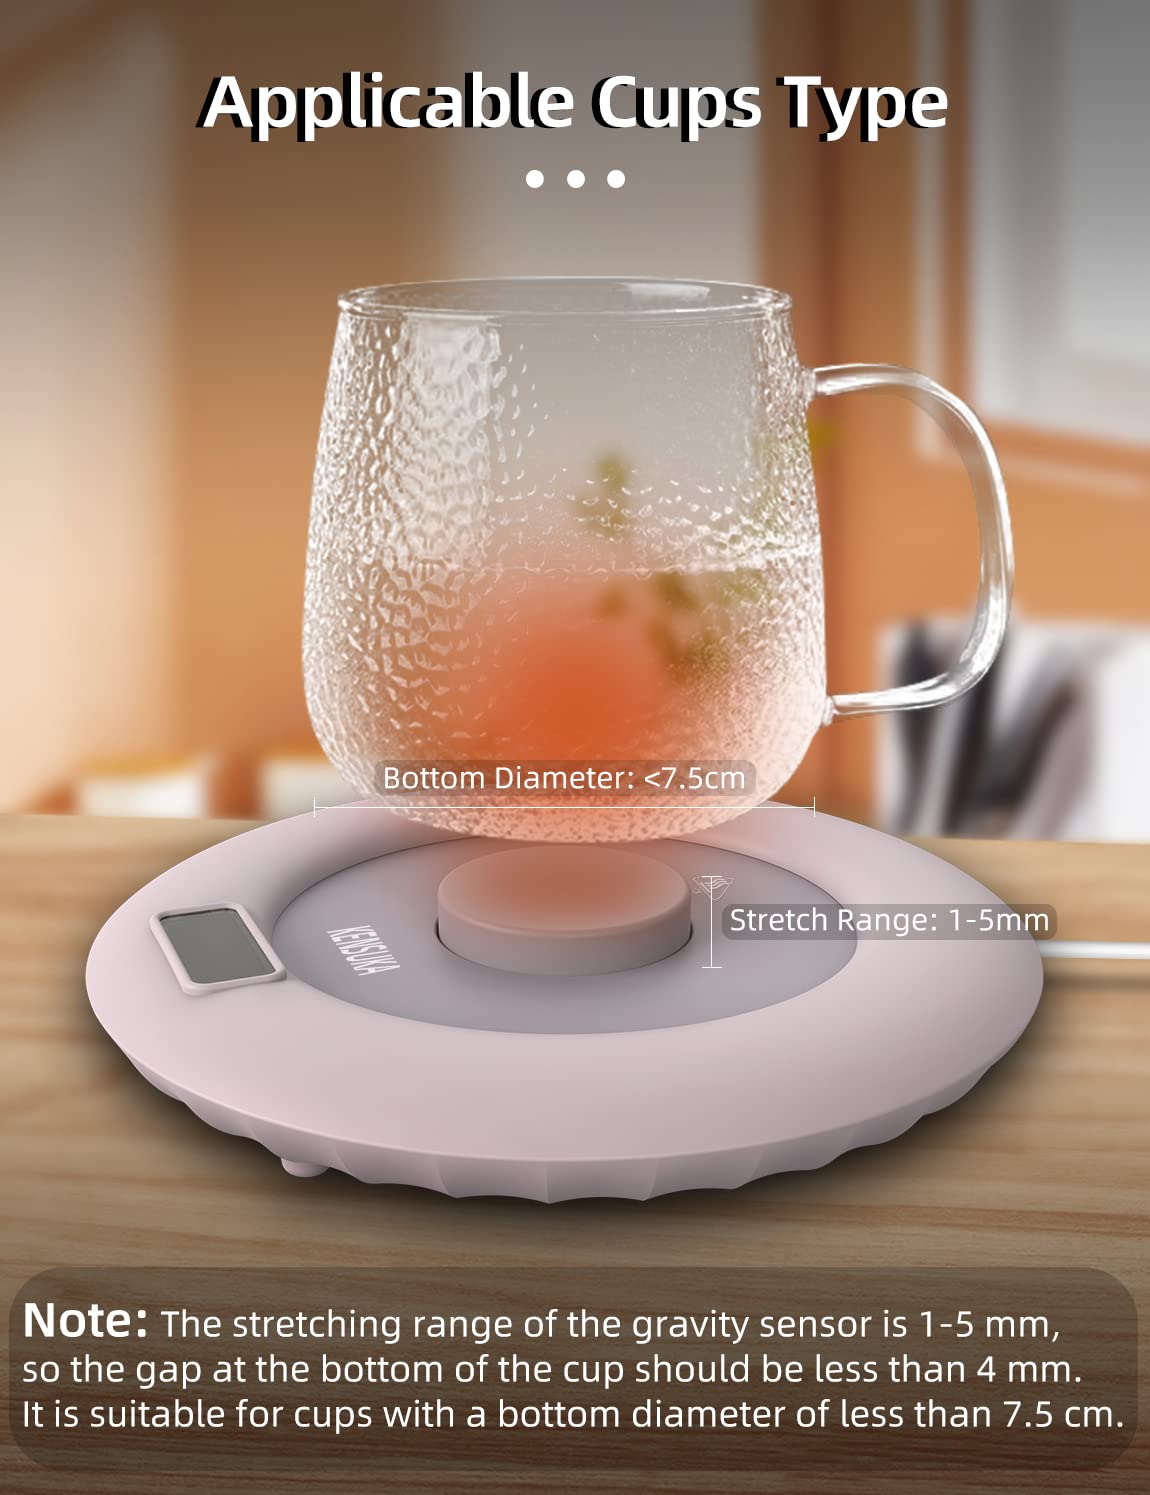 Applicable Cups Type
Bottom Diameter: <7.5cm
Stretch Range: 1-5mm
KENSUKA
Note: The stretching range of the gravity sensor is 1-5 mm,
so the gap at the bottom of the cup should be less than 4 mm.
It is suitable for cups with a bottom diameter of less than 7.5 cm.